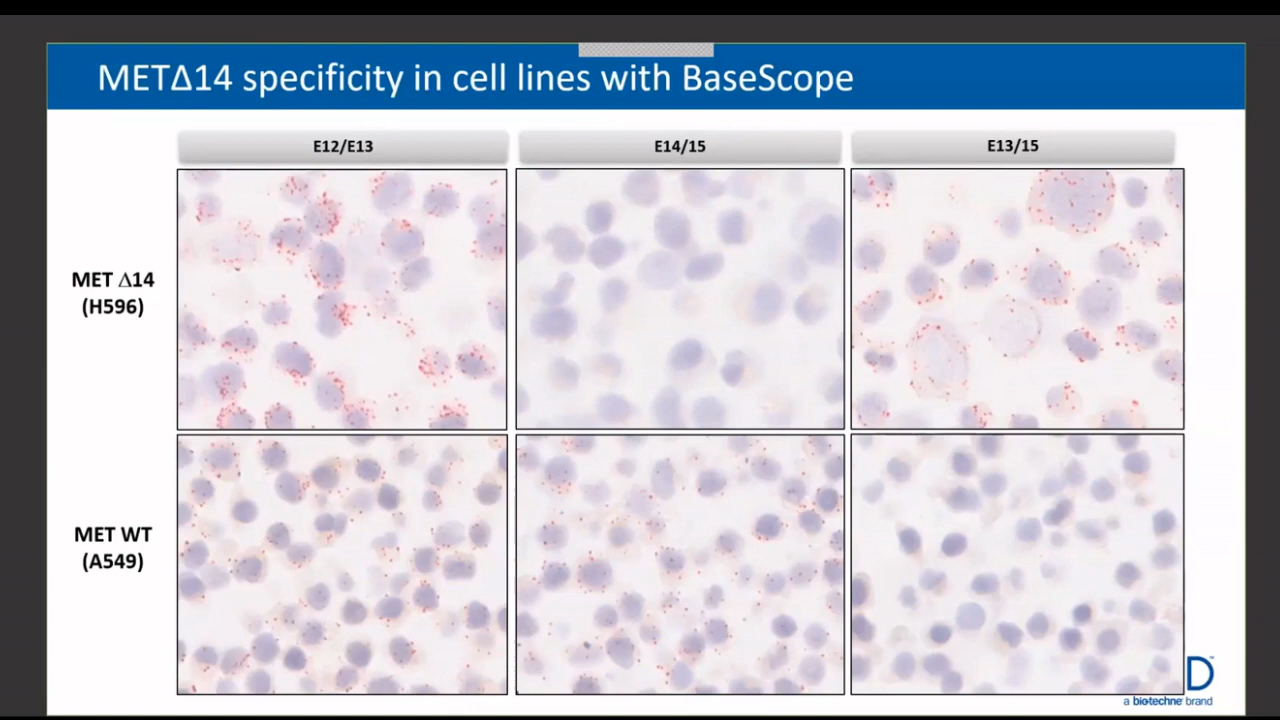 METΔ14 specificity in cell lines with BaseScope
E12/E13
E14/15
E13/15
MET Δ14
(H596)
MET WT
(A549)
D
a biotechne brand